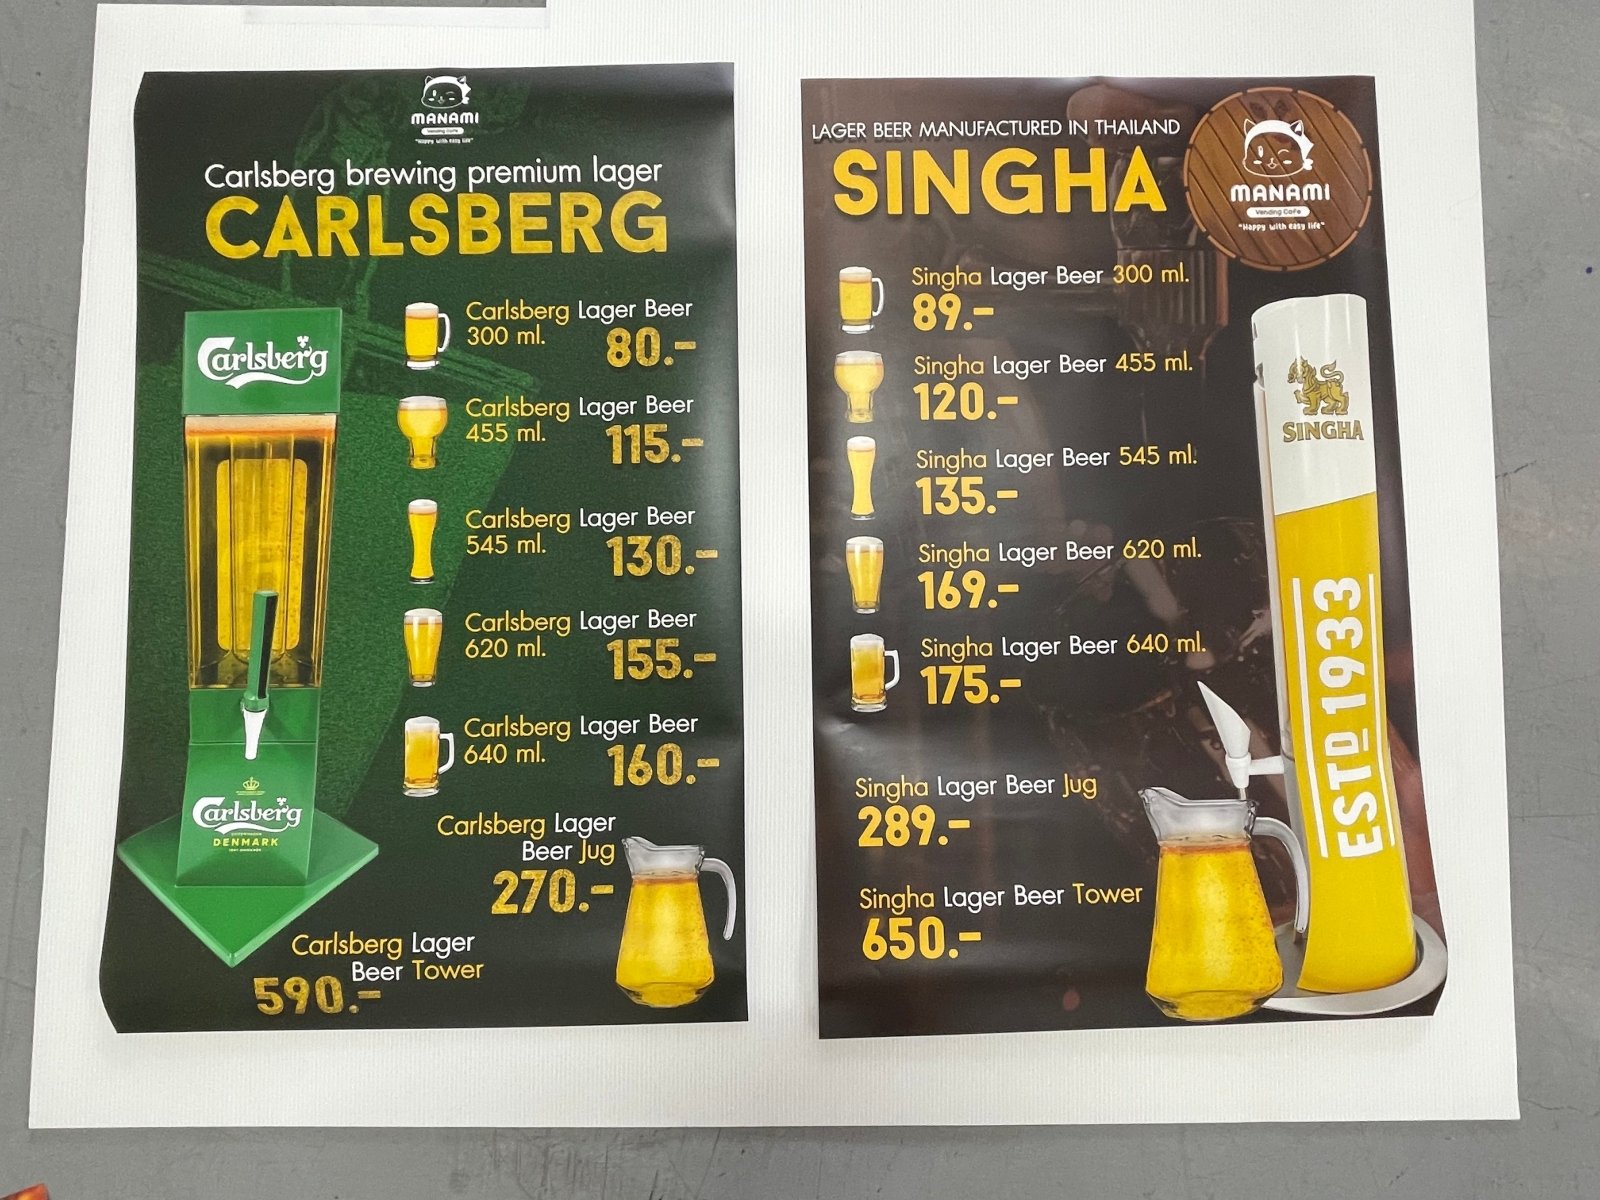 MANAMI
Vending Cafe
"Happy with easy life"
Carlsberg brewing premium lager
CARLSBERG
Carlsberg
Carlsberg Lager Beer
300 ml.
80.-
Carlsberg Lager Beer
455 ml.
115.-
Carlsberg Lager Beer
545 ml.
130.-
Carlsberg Lager Beer
620 ml.
155.-
Carlsberg Lager Beer
640 ml.
160.-
Carlsberg
DENMARK
Carlsberg Lager
Beer Jug
270.-
Carlsberg Lager
Beer Tower
590.-
LAGER BEER MANUFACTURED IN THAILAND
SINGHA
MANAMI
Vending Cafe
"Happy with easy life"
Singha Lager Beer 300 ml.
89.-
Singha Lager Beer 455 ml.
120.-
Singha Lager Beer 545 ml.
135.-
Singha Lager Beer 620 ml.
169.-
Singha Lager Beer 640 ml.
175.-
Singha Lager Beer Jug
289.-
Singha Lager Beer Tower
650.-
SINGHA
ESTD 1933